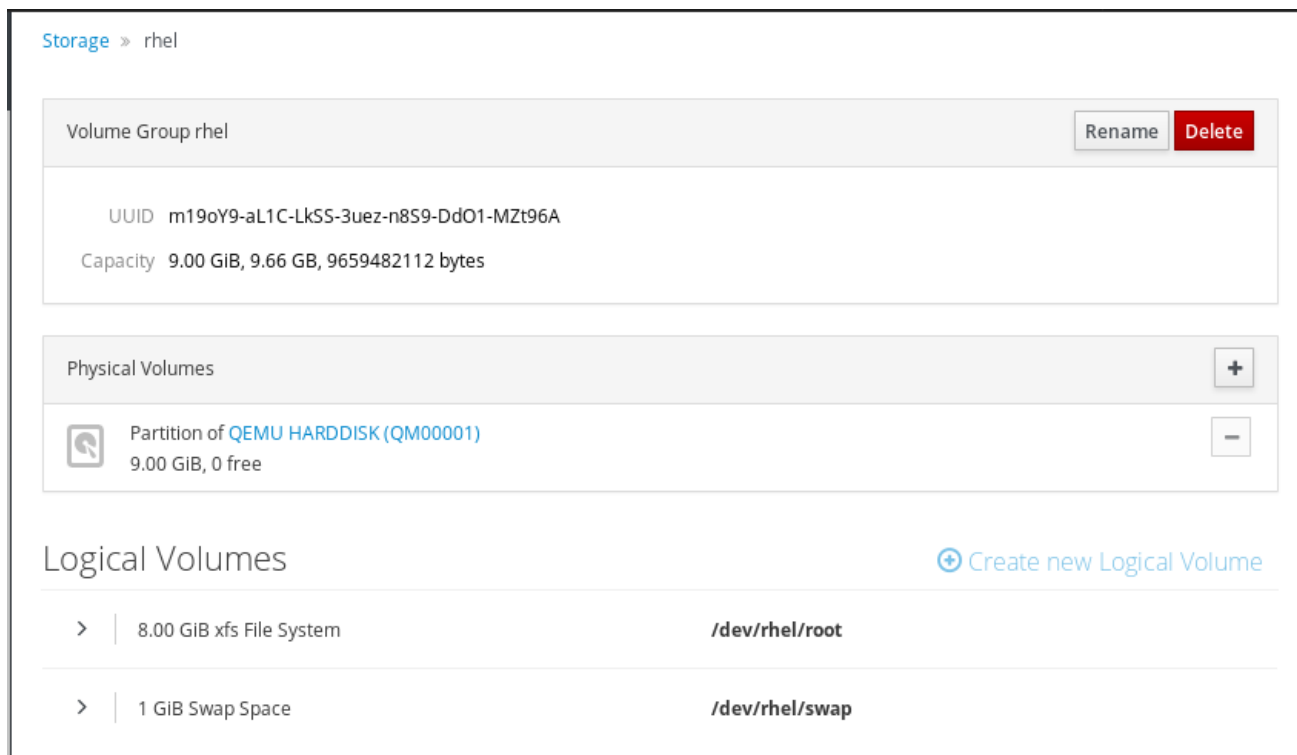 Storage » rhel
Volume Group rhel Rename Delete
UUID m19oY9-aL1C-LkSS-3uez-n8S9-DdO1-MZt96A
Capacity 9.00 GiB, 9.66 GB, 9659482112 bytes
Physical Volumes
Partition of QEMU HARDDISK (QM00001)
9.00 GiB, 0 free
Logical Volumes Create new Logical Volume
8.00 GiB xfs File System /dev/rhel/root
1 GiB Swap Space /dev/rhel/swap